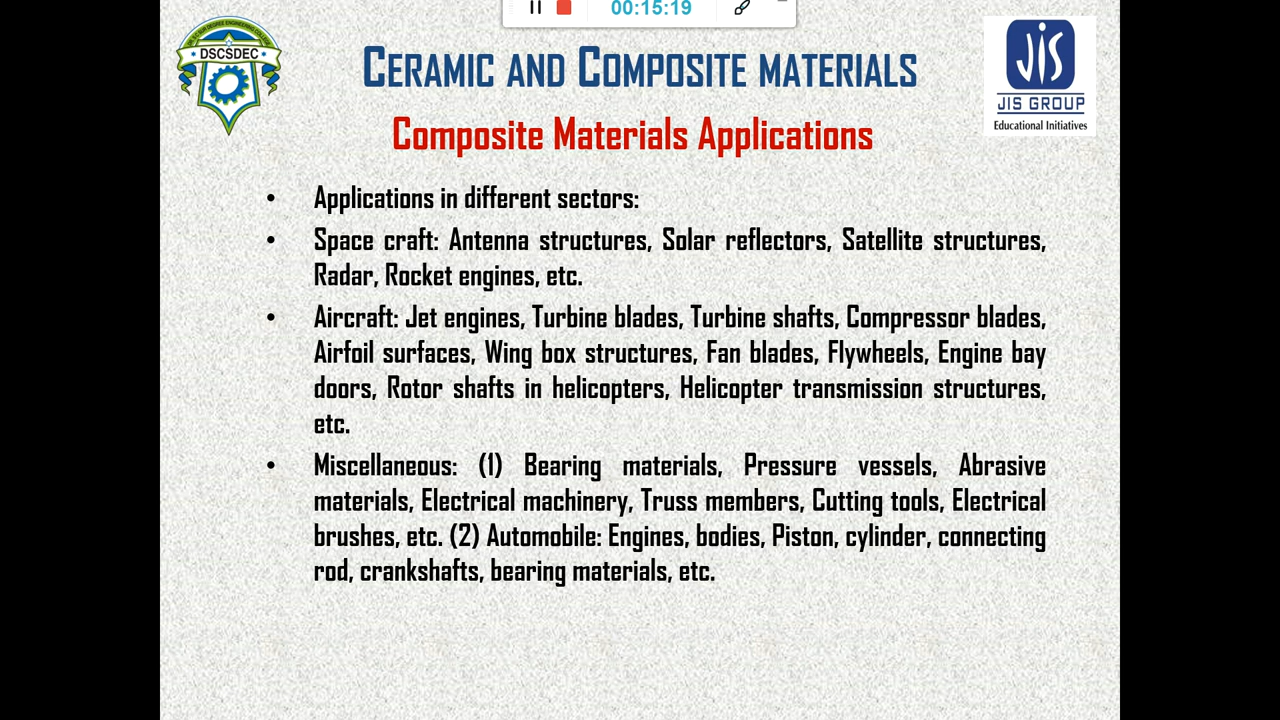 00:15:19
DSCSDEC
CERAMIC AND COMPOSITE MATERIALS
JIS
JIS GROUP
Educational Initiatives
Composite Materials Applications
• Applications in different sectors:
• Space craft: Antenna structures, Solar reflectors, Satellite structures,
Radar, Rocket engines, etc.
• Aircraft: Jet engines, Turbine blades, Turbine shafts, Compressor blades,
Airfoil surfaces, Wing box structures, Fan blades, Flywheels, Engine bay
doors, Rotor shafts in helicopters, Helicopter transmission structures,
etc.
• Miscellaneous: (1) Bearing materials, Pressure vessels, Abrasive
materials, Electrical machinery, Truss members, Cutting tools, Electrical
brushes, etc. (2) Automobile: Engines, bodies, Piston, cylinder, connecting
rod, crankshafts, bearing materials, etc.